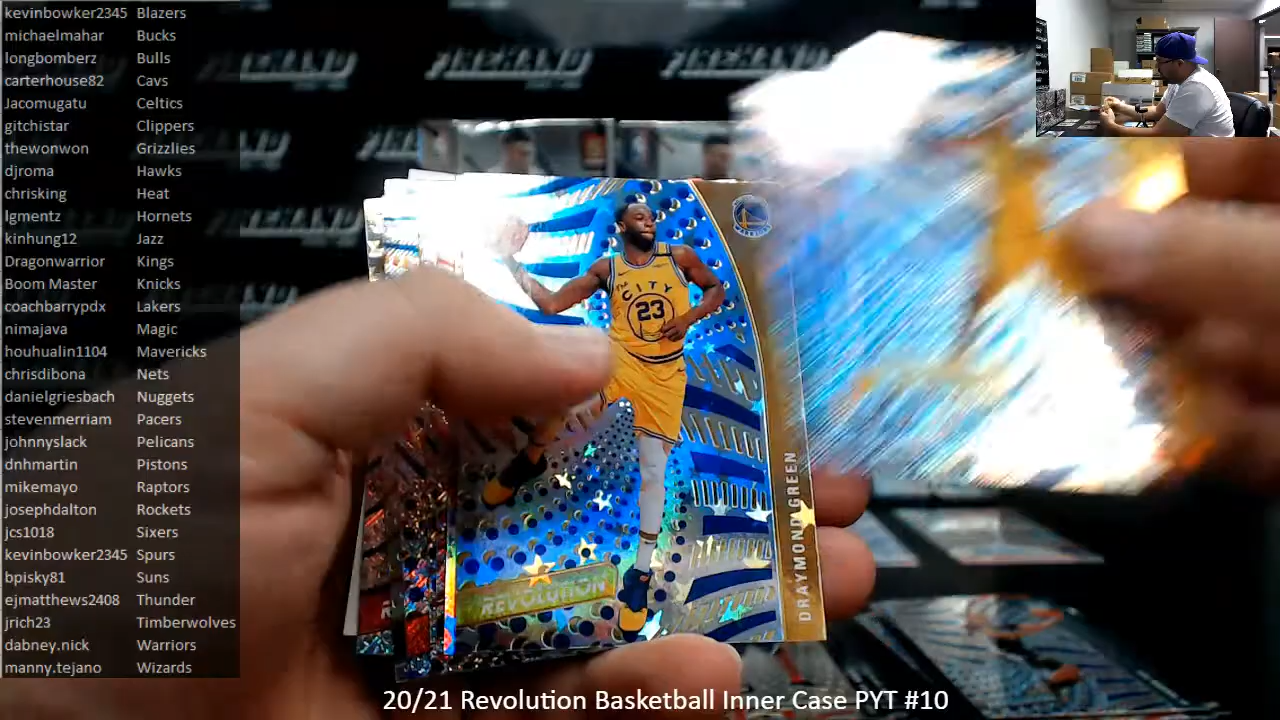 kevinbowker2345 Blazers
michaelmahar Bucks
longbomberz Bulls
carterhouse82 Cavs
Jacomugatu Celtics
gitchistar Clippers
thewonwon Grizzlies
djroma Hawks
chrisking Heat
lgmentz Hornets
kinhung12 Jazz
Dragonwarrior Kings
Boom Master Knicks
coachbarrypdx Lakers
nimajava Magic
houhualin1104 Mavericks
chrisdibona Nets
danielgriesbach Nuggets
stevenmerriam Pacers
johnnyslack Pelicans
dnhmartin Pistons
mikemayo Raptors
josephdalton Rockets
jcs1018 Sixers
kevinbowker2345 Spurs
bpisky81 Suns
ejmatthews2408 Thunder
jrich23 Timberwolves
dabney.nick Warriors
manny.tejano Wizards
WARRIORS
CITY
23
REVOLUTION
DRAYMOND GREEN
20/21 Revolution Basketball Inner Case PYT #10